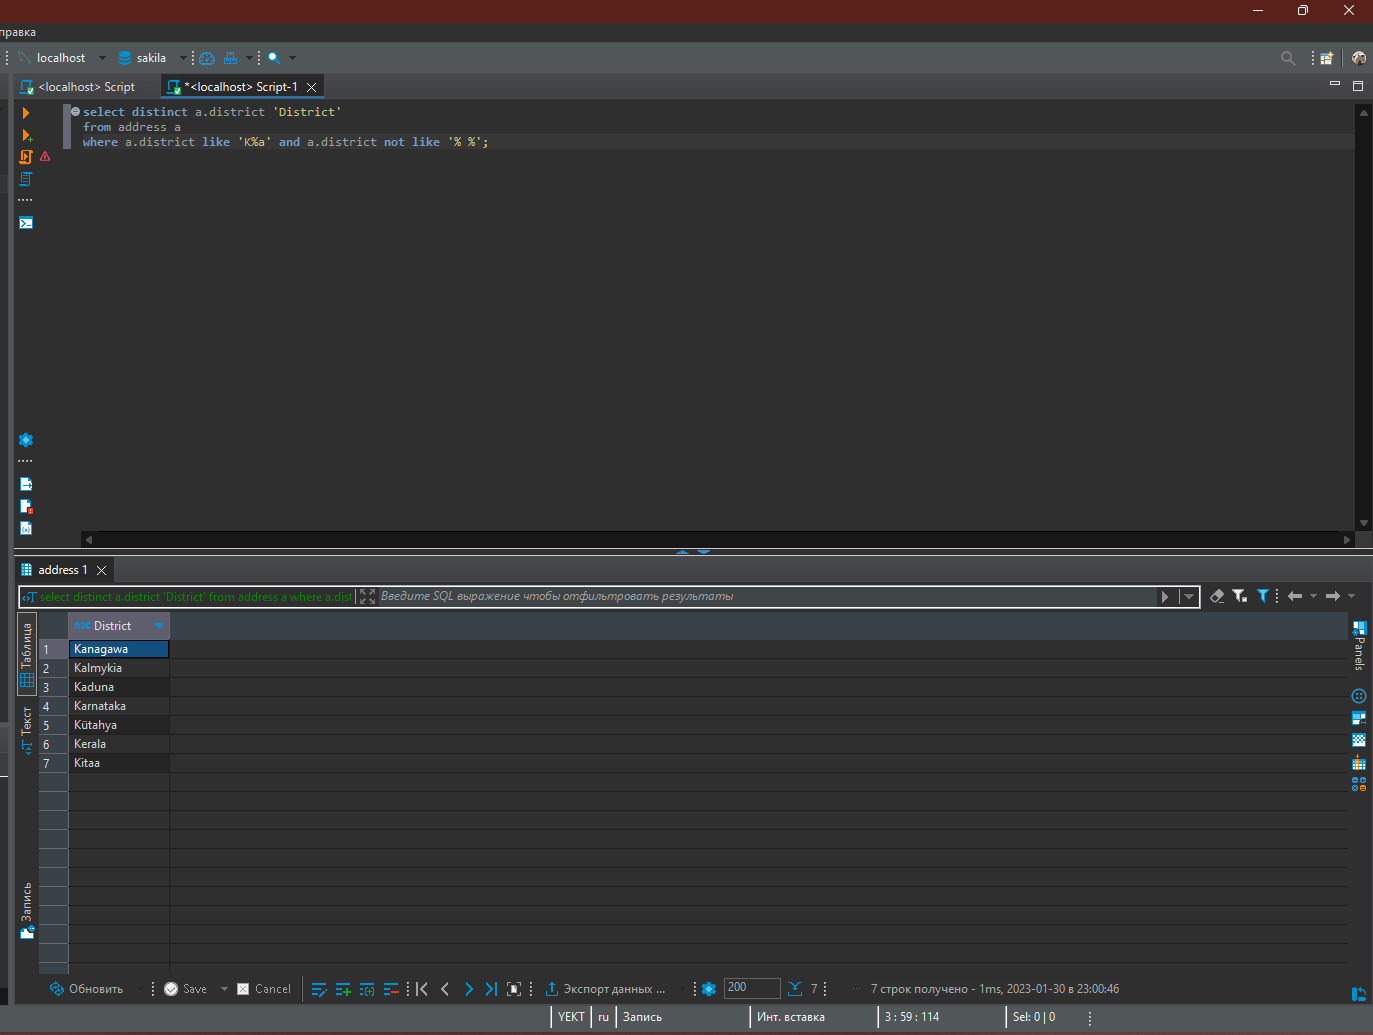 правка
localhost
sakila
<localhost> Script
*<localhost> Script-1
select distinct a.district 'District'
from address a
where a.district like 'K%a' and a.district not like '% %';
address 1
select distinct a.district 'District' from address a where a.dist
Введите SQL выражение чтобы отфильтровать результаты
Таблица
Текст
Запись
Panels
District
1 Kanagawa
2 Kalmykia
3 Kaduna
4 Karnataka
5 Kütahya
6 Kerala
7 Kitaa
Обновить
Save
Cancel
Экспорт данных ...
200
7
7 строк получено - 1ms, 2023-01-30 в 23:00:46
YEKT
ru
Запись
Инт. вставка
3 : 59 : 114
Sel: 0 | 0